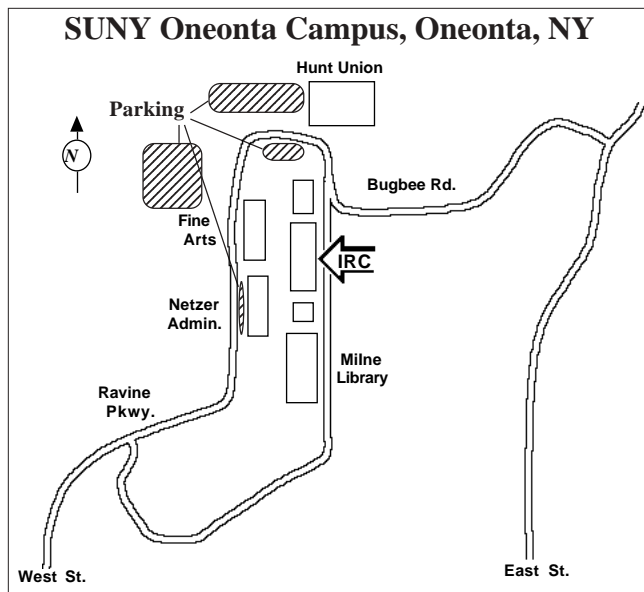 SUNY Oneonta Campus, Oneonta, NY
Hunt Union
Parking
N
Bugbee Rd.
Fine
Arts
IRC
Netzer
Admin.
Milne
Library
Ravine
Pkwy.
West St.
East St.